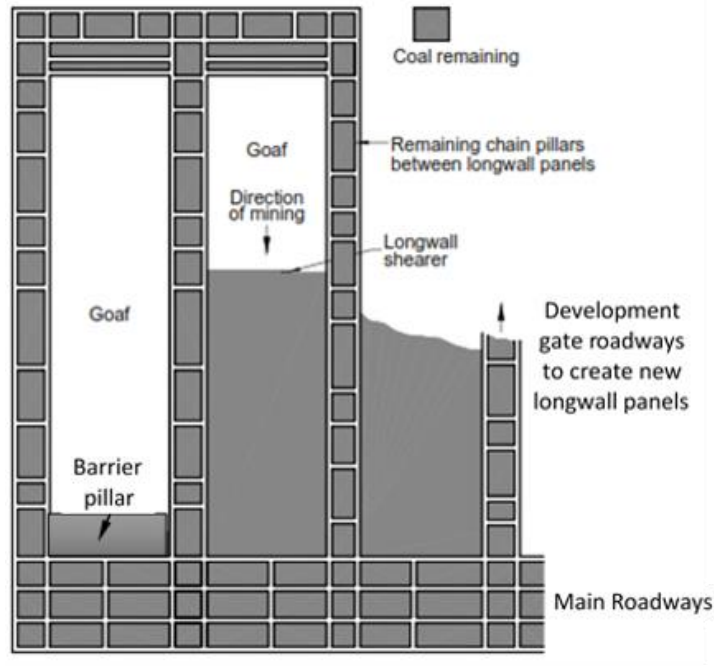 Coal remaining
Goaf
Remaining chain pillars
between longwall panels
Direction
of mining
Longwall
shearer
Goaf
Development
gate roadways
to create new
longwall panels
Barrier
pillar
Main Roadways